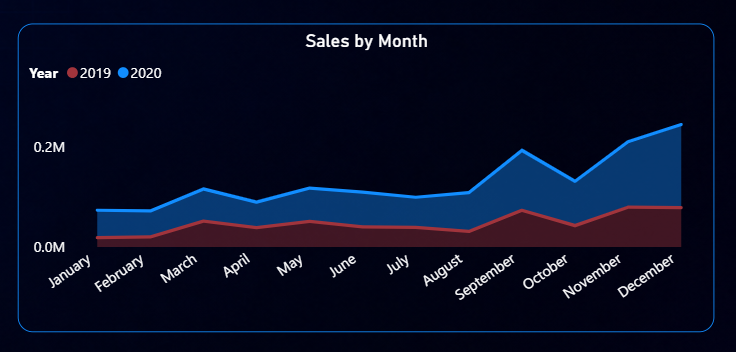 Sales by Month
Year 2019 2020
0.2M
0.0M
January February March April May June July August September October November December